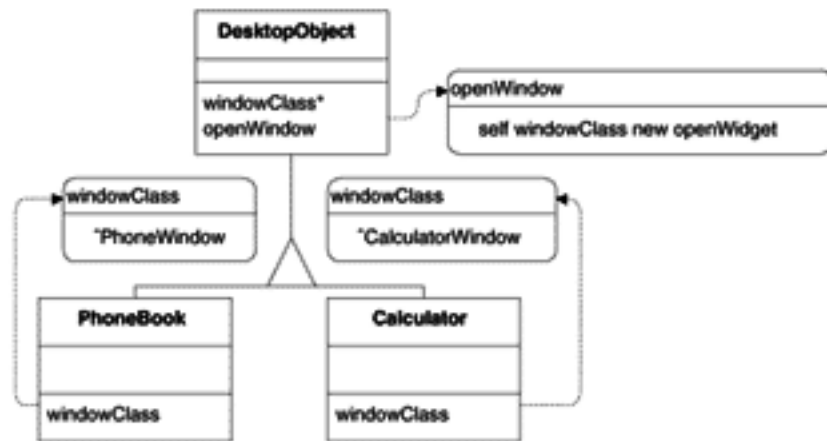 DesktopObject
windowClass*
openWindow
openWindow
self windowClass new openWidget
windowClass
^PhoneWindow
windowClass
^CalculatorWindow
PhoneBook
windowClass
Calculator
windowClass